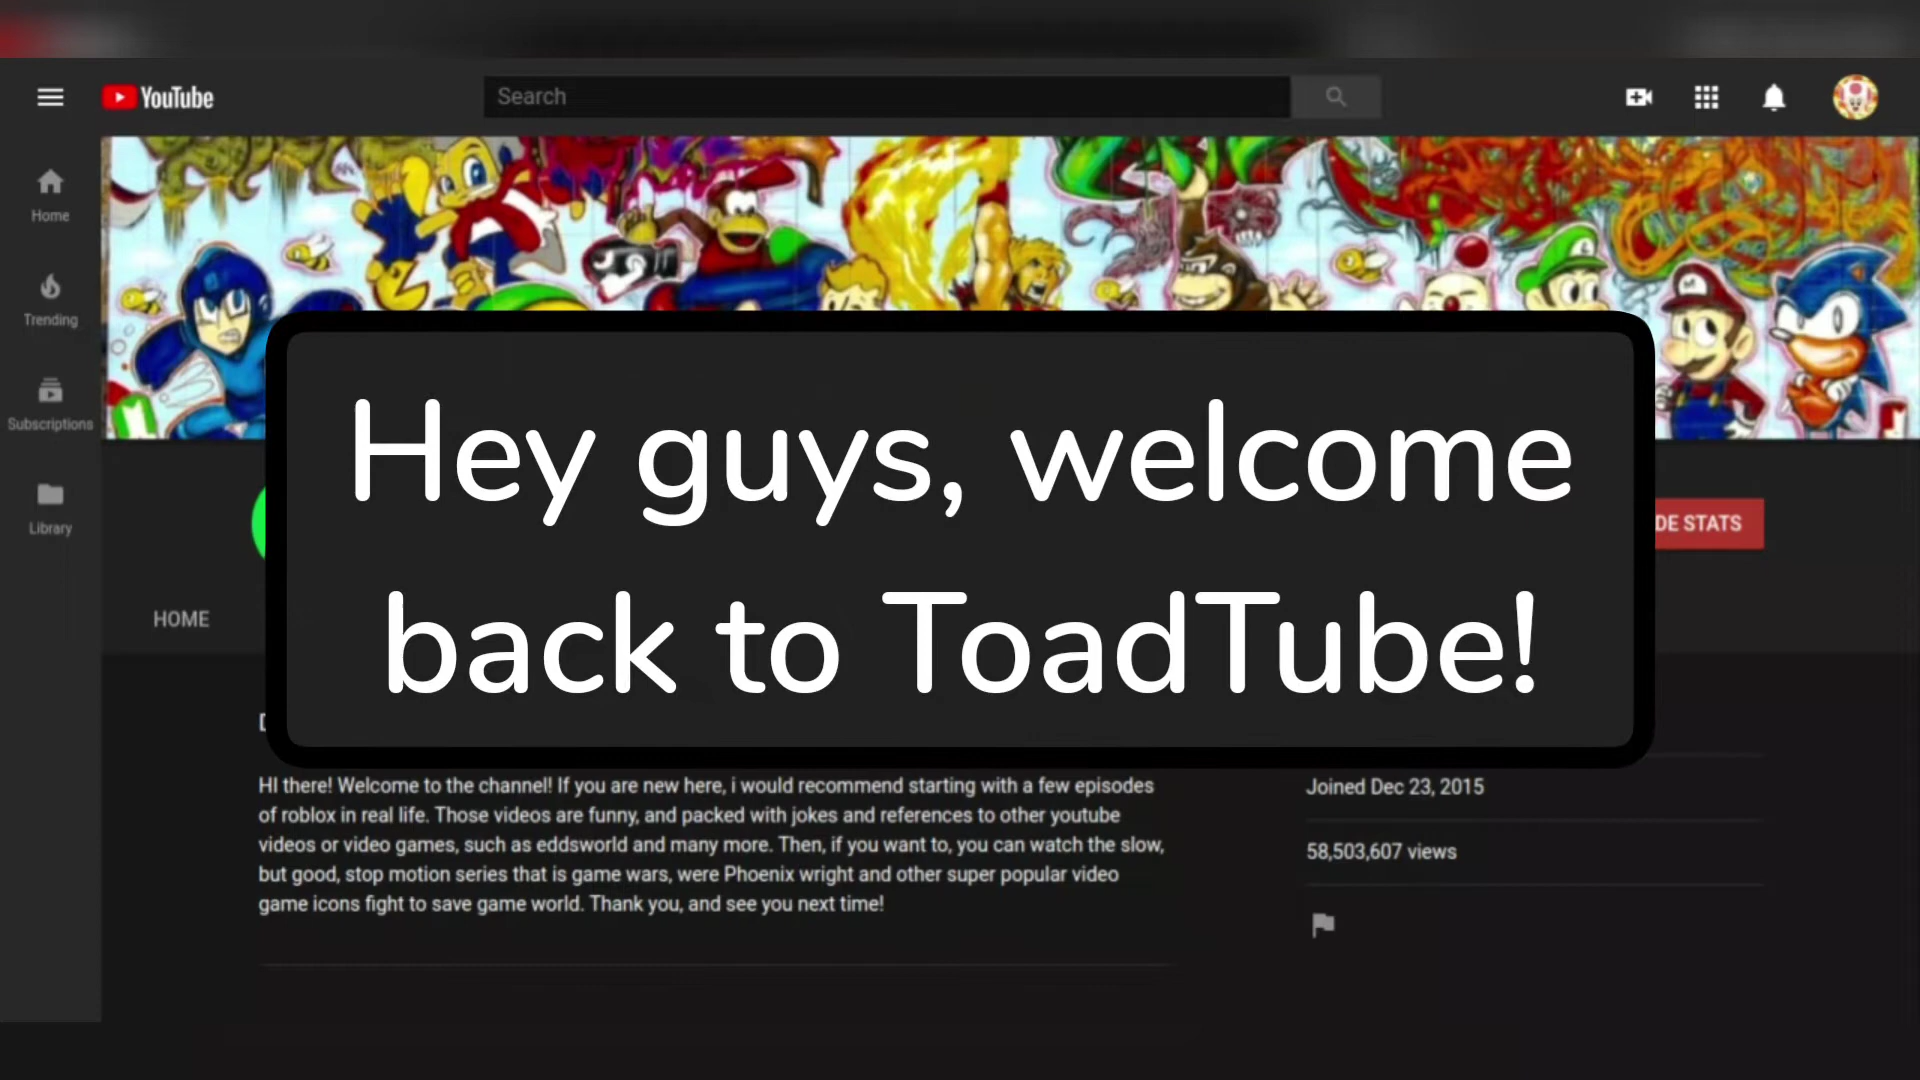 YouTube
Search
Home
Trending
Subscriptions
Library
Hey guys, welcome
back to ToadTube!
DE STATS
HOME
HI there! Welcome to the channel! If you are new here, i would recommend starting with a few episodes
of roblox in real life. Those videos are funny, and packed with jokes and references to other youtube
videos or video games, such as eddsworld and many more. Then, if you want to, you can watch the slow,
but good, stop motion series that is game wars, were Phoenix wright and other super popular video
game icons fight to save game world. Thank you, and see you next time!
Joined Dec 23, 2015
58,503,607 views